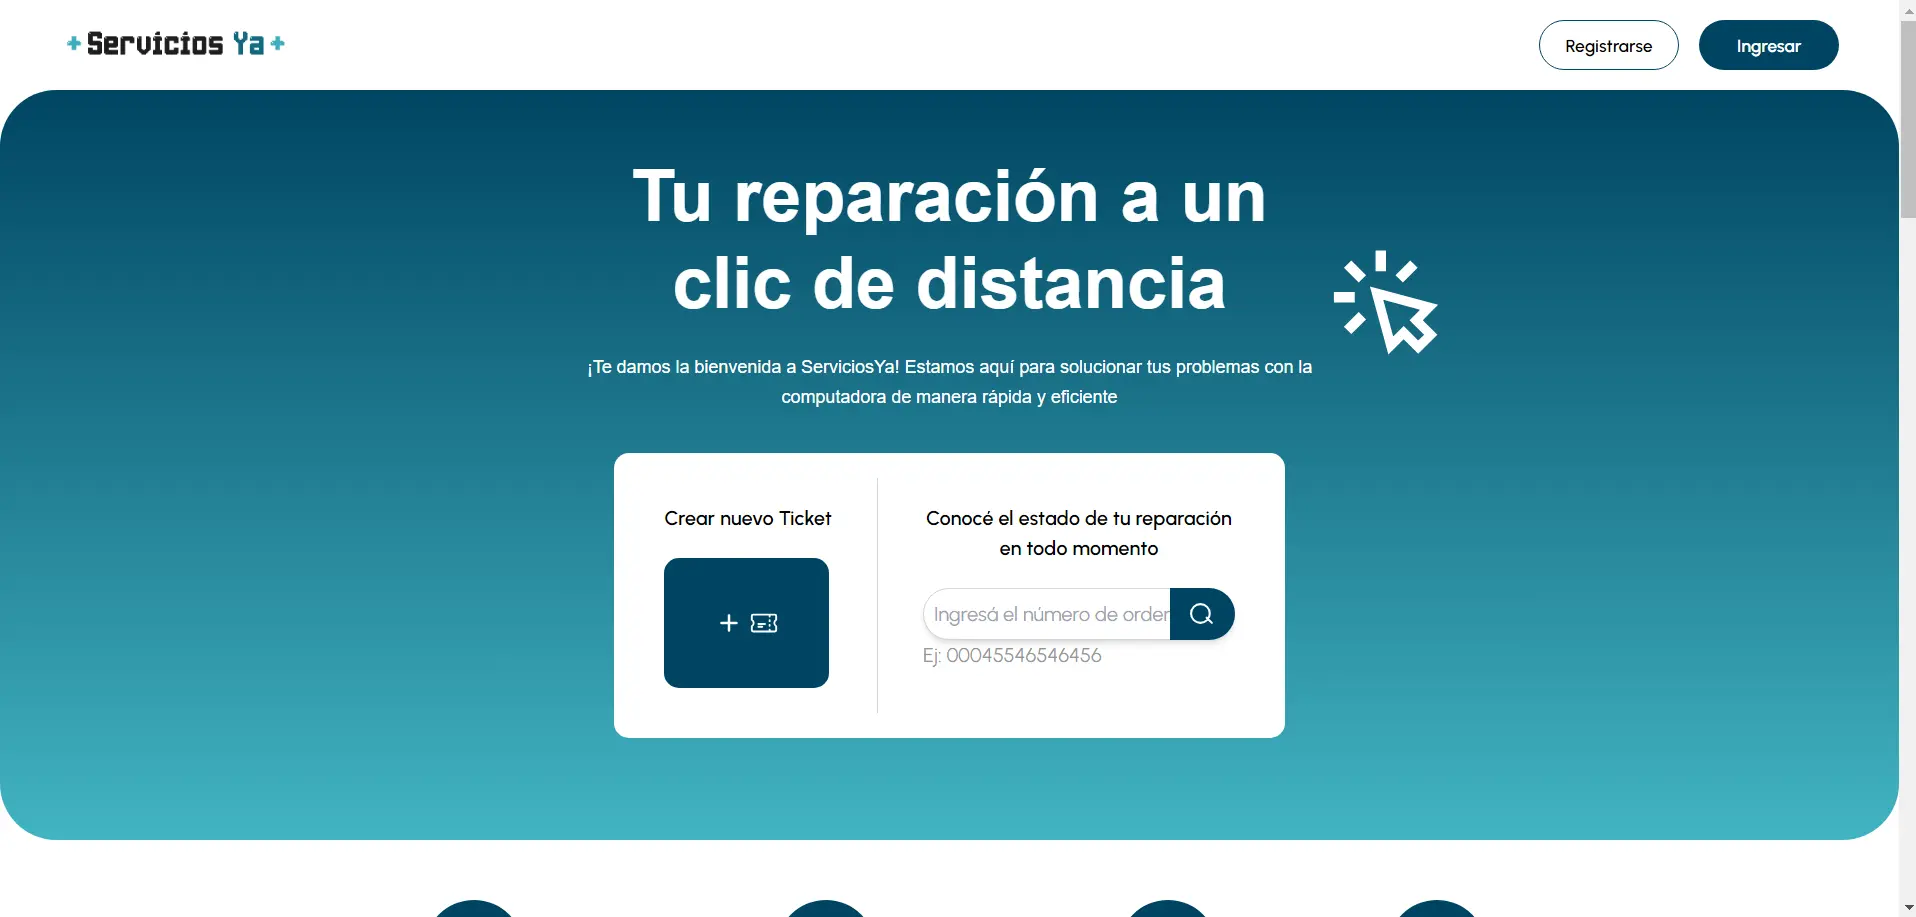 Servicios Ya
Registrarse
Ingresar
Tu reparación a un
clic de distancia
¡Te damos la bienvenida a ServiciosYa! Estamos aquí para solucionar tus problemas con la
computadora de manera rápida y eficiente
Crear nuevo Ticket
Conocé el estado de tu reparación
en todo momento
Ingresá el número de order
Ej: 00045546546456